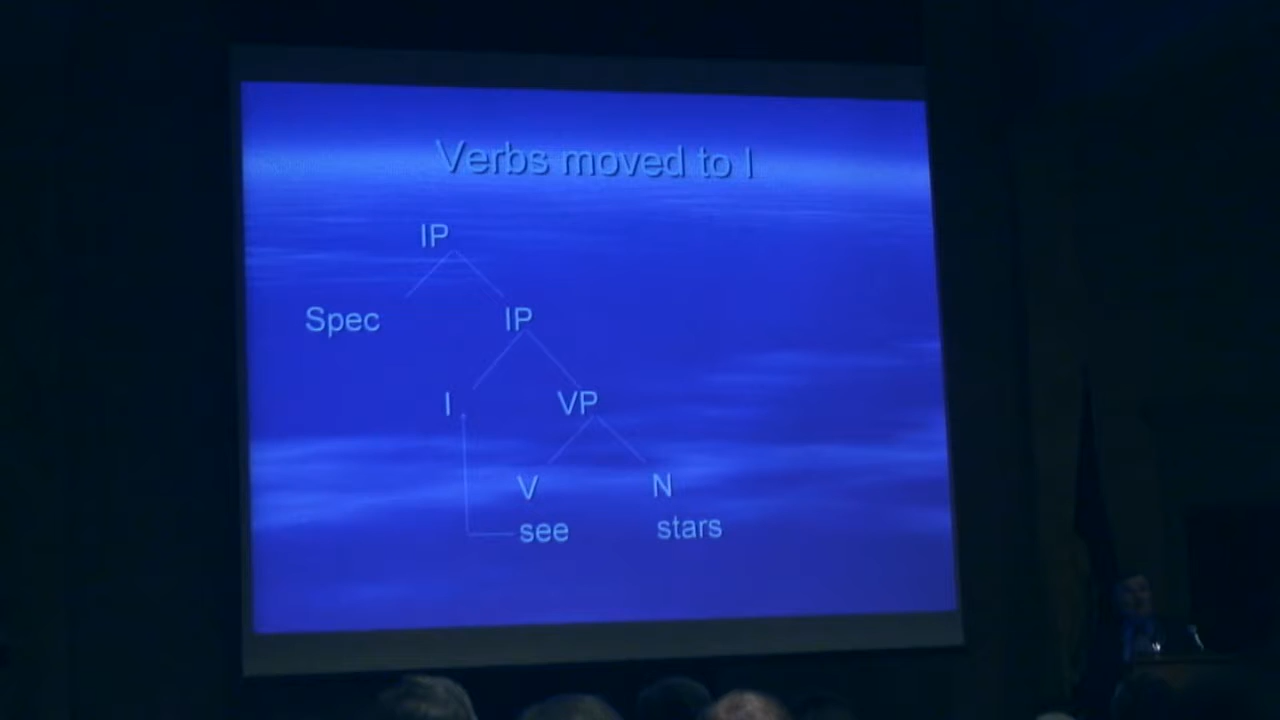 Verbs moved to I
IP
Spec IP
I VP
V N
see stars